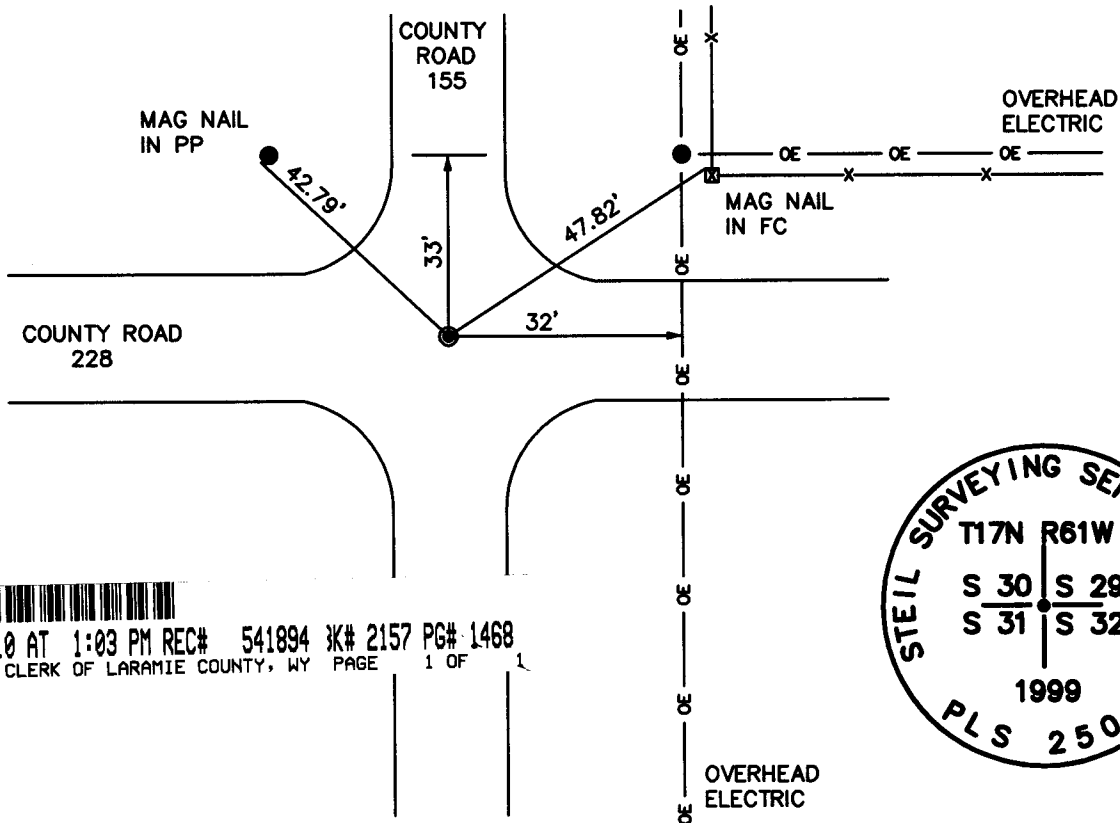 COUNTY
ROAD
155
OE
X
OVERHEAD
ELECTRIC
MAG NAIL
IN PP
OE OE OE
X X
42.79'
47.82'
33'
MAG NAIL
IN FC
OE
32'
COUNTY ROAD
228
OE
OE
OE
OE
OE
OVERHEAD
ELECTRIC
STEIL SURVEYING
T17N R61W
S 30 S 29
S 31 S 32
1999
PLS
AT 1:03 PM REC# 541894 BK# 2157 PG# 1468
CLERK OF LARAMIE COUNTY, WY PAGE 1 OF 1